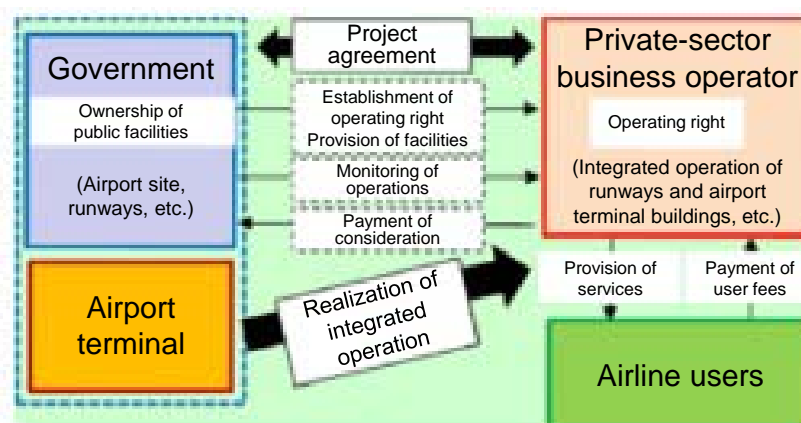 Project
agreement
Government
Private-sector
business operator
Ownership of
public facilities
Establishment of
operating right
Provision of facilities
Operating right
(Airport site,
runways, etc.)
Monitoring of
operations
(Integrated operation of
runways and airport
terminal buildings, etc.)
Payment of
consideration
Airport
terminal
Realization of
integrated
operation
Provision of
services
Payment of
user fees
Airline users